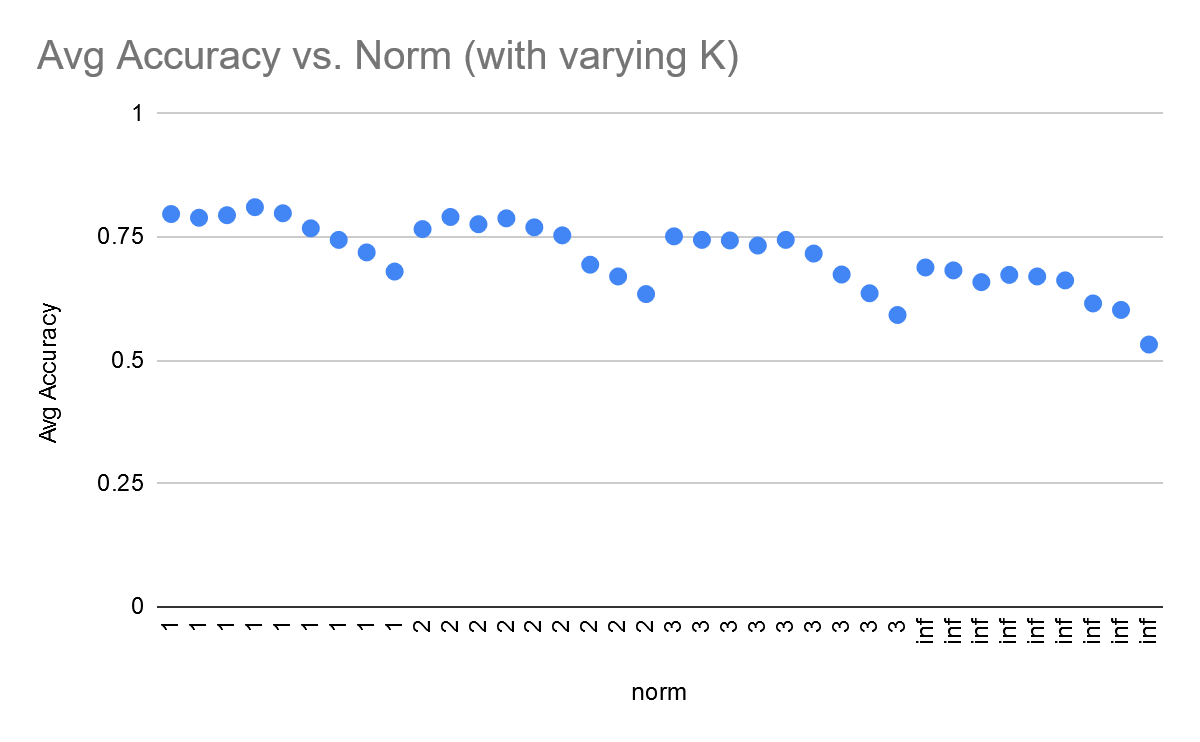 Avg Accuracy vs. Norm (with varying K)
1
0.75
0.5
0.25
0
Avg Accuracy
1 1 1 1 1 1 1 1 1 2 2 2 2 2 2 2 2 2 3 3 3 3 3 3 3 3 3 inf inf inf inf inf inf inf inf inf
norm